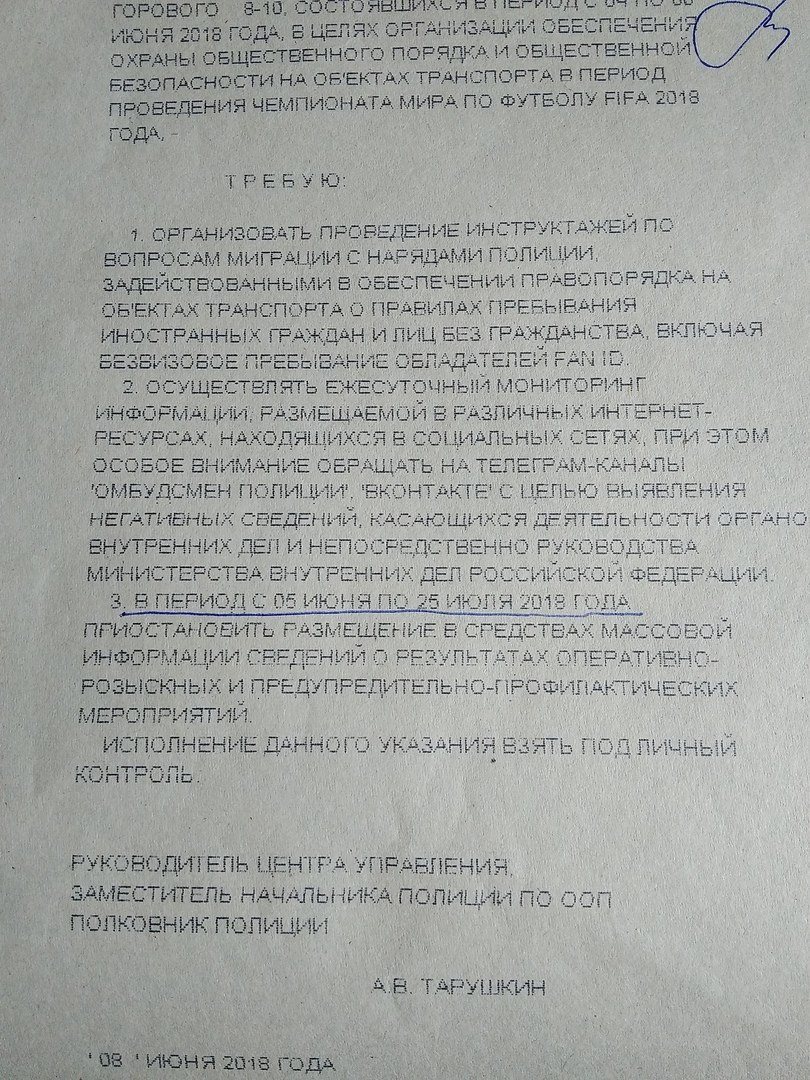 ГОРОВОГО 8-10, СОСТОЯВШИХСЯ В ПЕРИОД С 04 ПО 06
ИЮНЯ 2018 ГОДА, В ЦЕЛЯХ ОРГАНИЗАЦИИ ОБЕСПЕЧЕНИЯ
ОХРАНЫ ОБЩЕСТВЕННОГО ПОРЯДКА И ОБЩЕСТВЕННОЙ
БЕЗОПАСНОСТИ НА ОБ'ЕКТАХ ТРАНСПОРТА В ПЕРИОД
ПРОВЕДЕНИЯ ЧЕМПИОНАТА МИРА ПО ФУТБОЛУ FIFA 2018
ГОДА, -
Т Р Е Б У Ю:
1. ОРГАНИЗОВАТЬ ПРОВЕДЕНИЕ ИНСТРУКТАЖЕЙ ПО
ВОПРОСАМ МИГРАЦИИ С НАРЯДАМИ ПОЛИЦИИ,
ЗАДЕЙСТВОВАННЫМИ В ОБЕСПЕЧЕНИИ ПРАВОПОРЯДКА НА
ОБ'ЕКТАХ ТРАНСПОРТА О ПРАВИЛАХ ПРЕБЫВАНИЯ
ИНОСТРАННЫХ ГРАЖДАН И ЛИЦ БЕЗ ГРАЖДАНСТВА, ВКЛЮЧАЯ
БЕЗВИЗОВОЕ ПРЕБЫВАНИЕ ОБЛАДАТЕЛЕЙ FAN ID.
2. ОСУЩЕСТВЛЯТЬ ЕЖЕСУТОЧНЫЙ МОНИТОРИНГ
ИНФОРМАЦИИ, РАЗМЕЩАЕМОЙ В РАЗЛИЧНЫХ ИНТЕРНЕТ-
РЕСУРСАХ, НАХОДЯЩИХСЯ В СОЦИАЛЬНЫХ СЕТЯХ, ПРИ ЭТОМ
ОСОБОЕ ВНИМАНИЕ ОБРАЩАТЬ НА ТЕЛЕГРАМ-КАНАЛЫ
'ОМБУДСМЕН ПОЛИЦИИ', 'ВКОНТАКТЕ' С ЦЕЛЬЮ ВЫЯВЛЕНИЯ
НЕГАТИВНЫХ СВЕДЕНИЙ, КАСАЮЩИХСЯ ДЕЯТЕЛЬНОСТИ ОРГАНО
ВНУТРЕННИХ ДЕЛ И НЕПОСРЕДСТВЕННО РУКОВОДСТВА
МИНИСТЕРСТВА ВНУТРЕННИХ ДЕЛ РОССИЙСКОЙ ФЕДЕРАЦИИ.
3. В ПЕРИОД С 05 ИЮНЯ ПО 25 ИЮЛЯ 2018 ГОДА
ПРИОСТАНОВИТЬ РАЗМЕЩЕНИЕ В СРЕДСТВАХ МАССОВОЙ
ИНФОРМАЦИИ СВЕДЕНИЙ О РЕЗУЛЬТАТАХ ОПЕРАТИВНО-
РОЗЫСКНЫХ И ПРЕДУПРЕДИТЕЛЬНО-ПРОФИЛАКТИЧЕСКИХ
МЕРОПРИЯТИЙ.
ИСПОЛНЕНИЕ ДАННОГО УКАЗАНИЯ ВЗЯТЬ ПОД ЛИЧНЫЙ
КОНТРОЛЬ.
РУКОВОДИТЕЛЬ ЦЕНТРА УПРАВЛЕНИЯ,
ЗАМЕСТИТЕЛЬ НАЧАЛЬНИКА ПОЛИЦИИ ПО ООП
ПОЛКОВНИК ПОЛИЦИИ
А.В. ТАРУШКИН
' 08 ' ИЮНЯ 2018 ГОДА